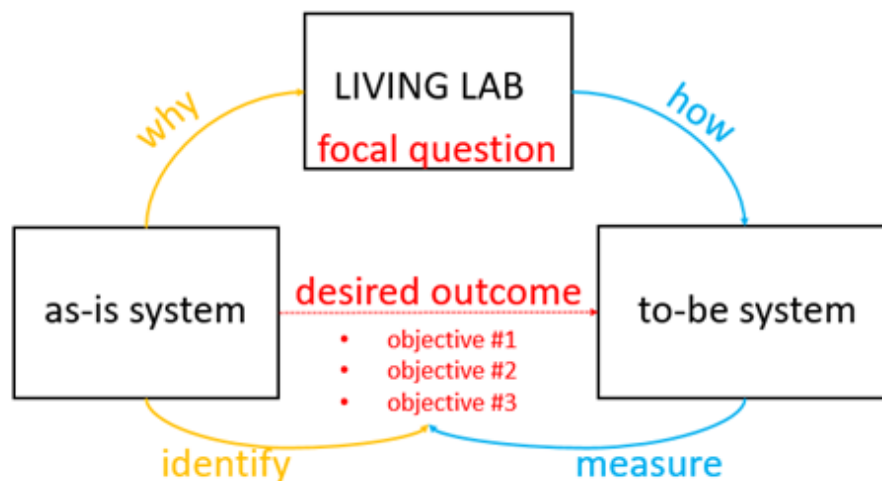 LIVING LAB
focal question
why
how
as-is system
desired outcome
• objective #1
• objective #2
• objective #3
to-be system
identify
measure